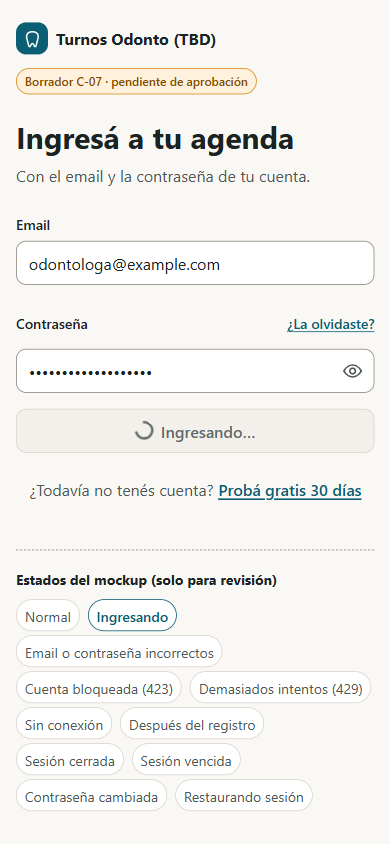 Turnos Odonto (TBD)
Borrador C-07 · pendiente de aprobación
Ingresá a tu agenda
Con el email y la contraseña de tu cuenta.
Email
odontologa@example.com
Contraseña ¿La olvidaste?
•••••••••••••••••••
Ingresando...
¿Todavía no tenés cuenta? Probá gratis 30 días
Estados del mockup (solo para revisión)
Normal Ingresando
Email o contraseña incorrectos
Cuenta bloqueada (423) Demasiados intentos (429)
Sin conexión Después del registro
Sesión cerrada Sesión vencida
Contraseña cambiada Restaurando sesión